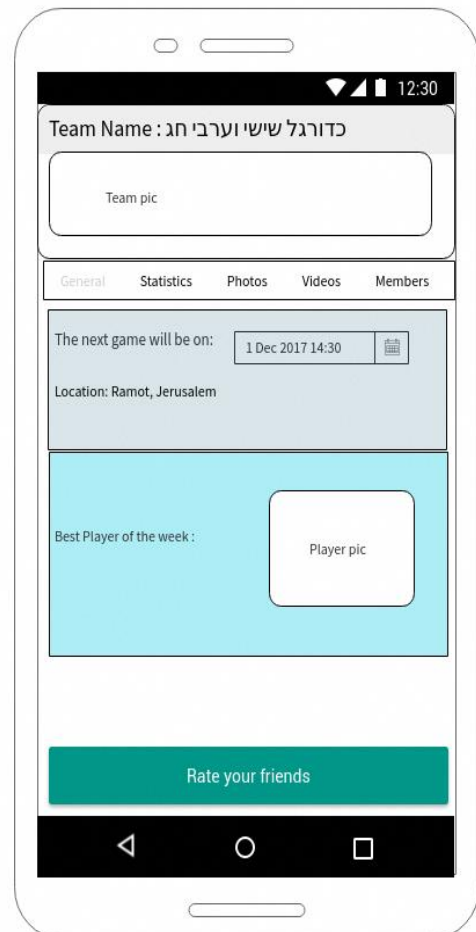 12:30
Team Name : כדורגל שישי וערבי חג
Team pic
General Statistics Photos Videos Members
The next game will be on: 1 Dec 2017 14:30
Location: Ramot, Jerusalem
Best Player of the week :
Player pic
Rate your friends